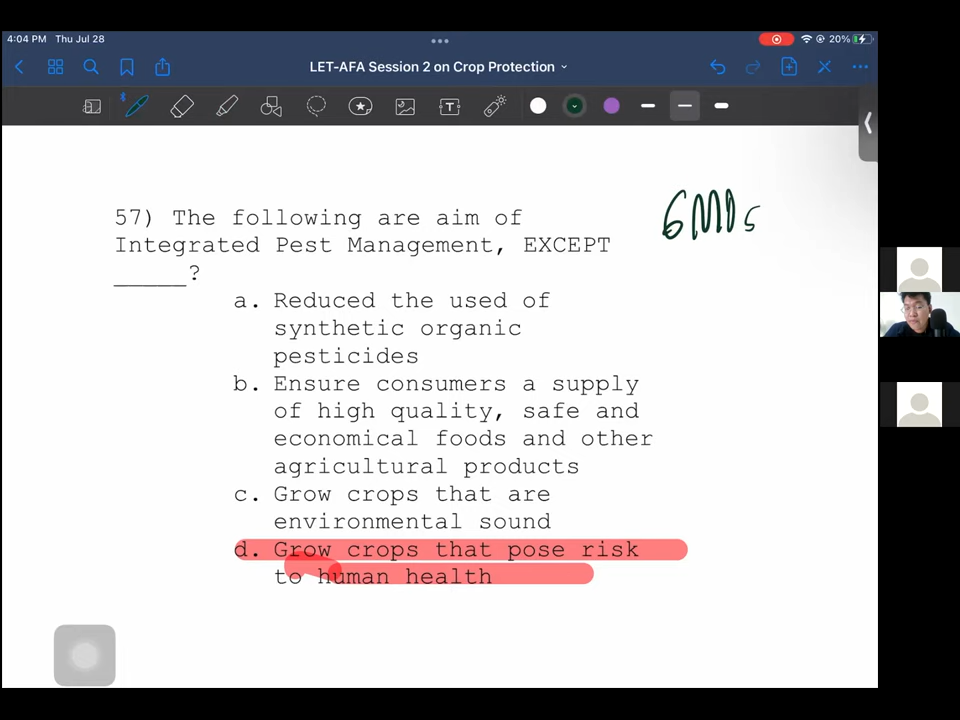 4:04 PM Thu Jul 28
20%
LET-AFA Session 2 on Crop Protection
57) The following are aim of
Integrated Pest Management, EXCEPT
_____?
GMOs
a. Reduced the used of
synthetic organic
pesticides
b. Ensure consumers a supply
of high quality, safe and
economical foods and other
agricultural products
c. Grow crops that are
environmental sound
d. Grow crops that pose risk
to human health